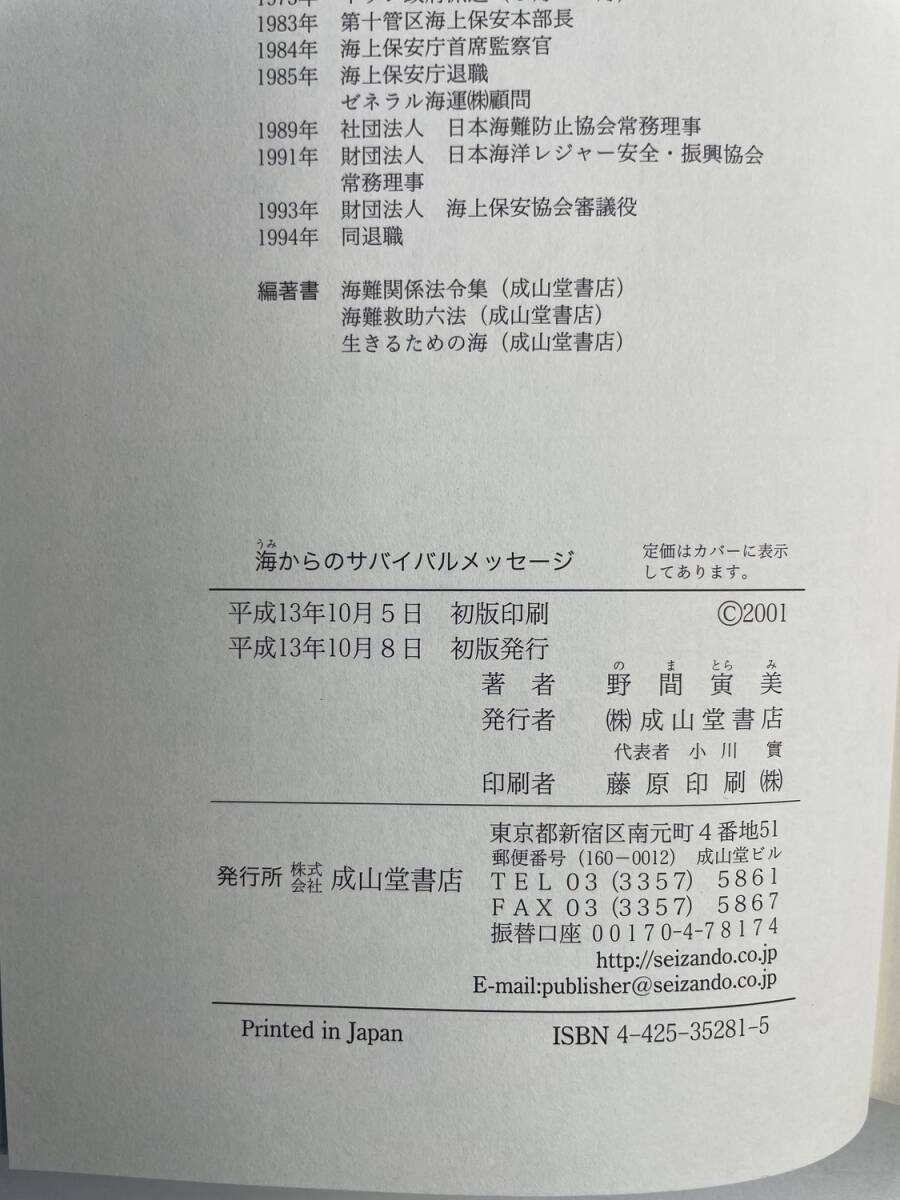 1983年　第十管区海上保安本部長
1984年　海上保安庁首席監察官
1985年　海上保安庁退職
ゼネラル海運㈱顧問
1989年　社団法人　日本海難防止協会常務理事
1991年　財団法人　日本海洋レジャー安全・振興協会
常務理事
1993年　財団法人　海上保安協会審議役
1994年　同退職
編著書　海難関係法令集（成山堂書店）
海難救助六法（成山堂書店）
生きるための海（成山堂書店）
うみ
海からのサバイバルメッセージ
定価はカバーに表示
してあります。
平成13年10月５日　初版印刷　©2001
平成13年10月８日　初版発行
の　ま　とら　み
著　者　野　間　寅　美
発行者　㈱成山堂書店
代表者　小　川　實
印刷者　藤　原　印　刷　㈱
発行所　株式会社　成山堂書店
東京都新宿区南元町４番地51
郵便番号（160－0012）　成山堂ビル
ＴＥＬ 03 (3357) 5861
ＦＡＸ 03 (3357) 5867
振替口座 00170-4-78174
http://seizando.co.jp
E-mail:publisher@seizando.co.jp
Printed in Japan　ISBN 4-425-35281-5